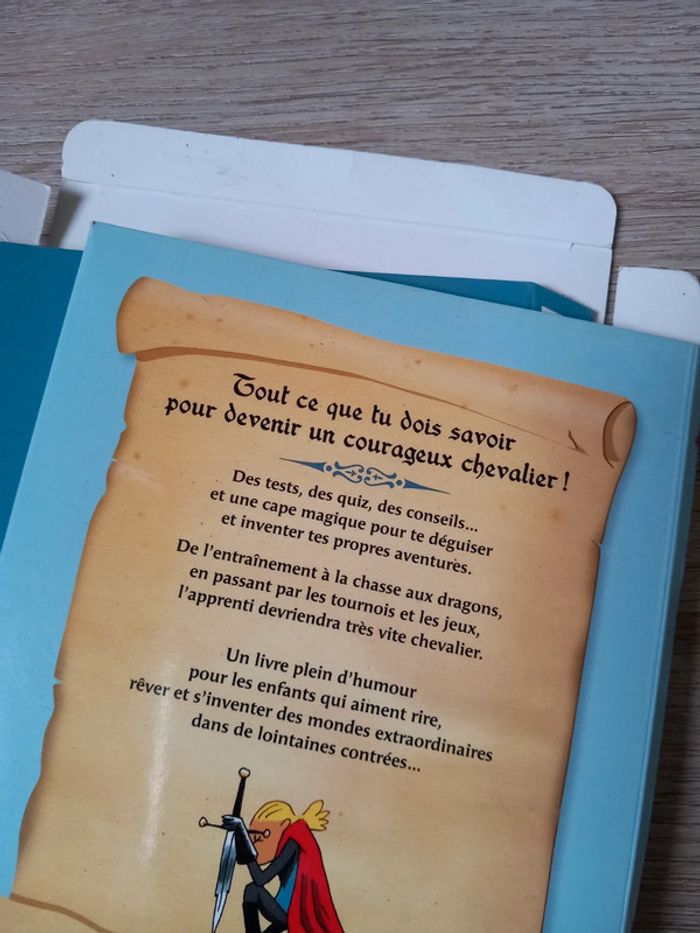 Tout ce que tu dois savoir
pour devenir un courageux chevalier !
Des tests, des quiz, des conseils...
et une cape magique pour te déguiser
et inventer tes propres aventures.
De l'entraînement à la chasse aux dragons,
en passant par les tournois et les jeux,
l'apprenti devriendra très vite chevalier.
Un livre plein d'humour
pour les enfants qui aiment rire,
rêver et s'inventer des mondes extraordinaires
dans de lointaines contrées...